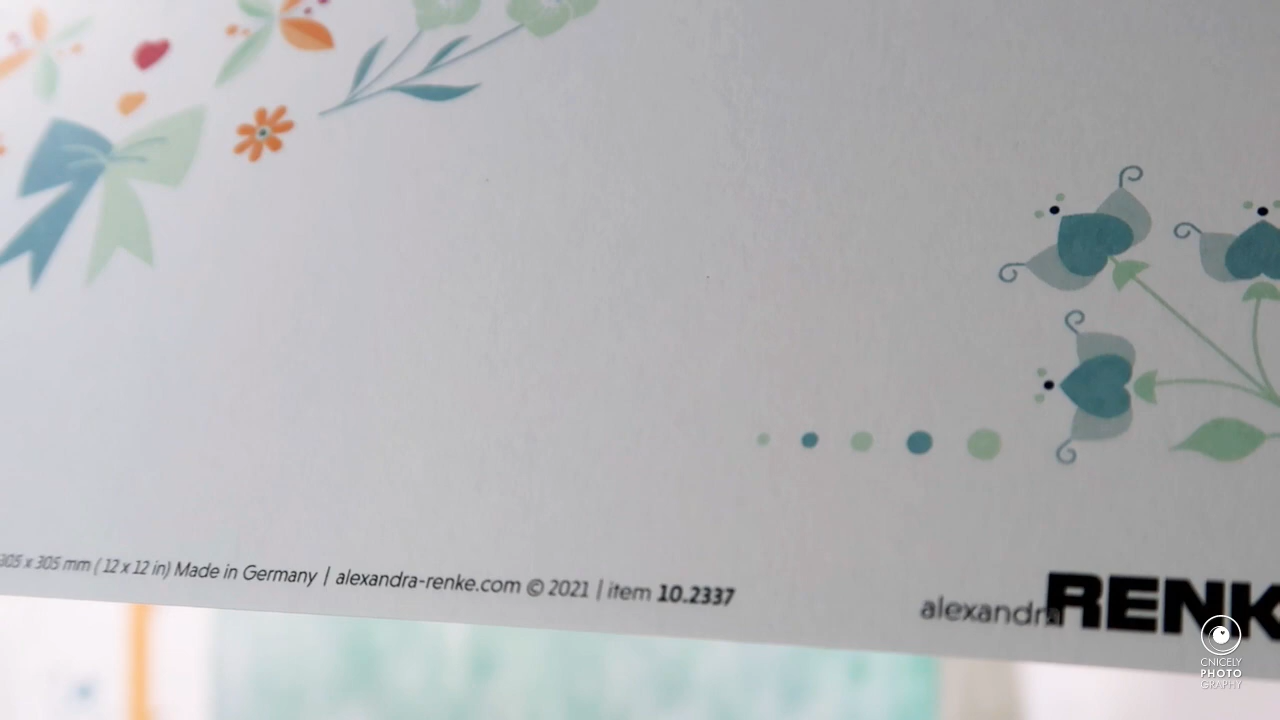 305 x 305 mm ( 12 x 12 in) Made in Germany | alexandra-renke.com © 2021 | item 10.2337
alexandra RENKE
CNICELY
PHOTO
GRAPHY